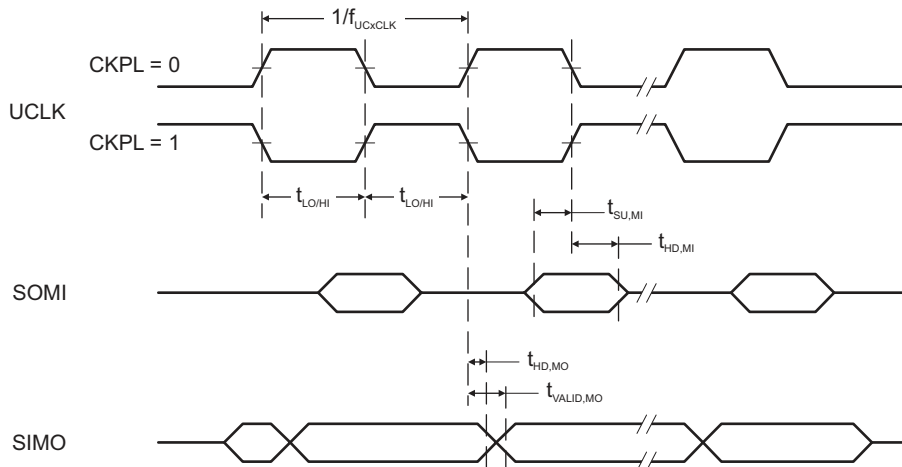 1/fUCxCLK
CKPL = 0
UCLK
CKPL = 1
tLO/HI tLO/HI
tSU,MI
tHD,MI
SOMI
tHD,MO
tVALID,MO
SIMO